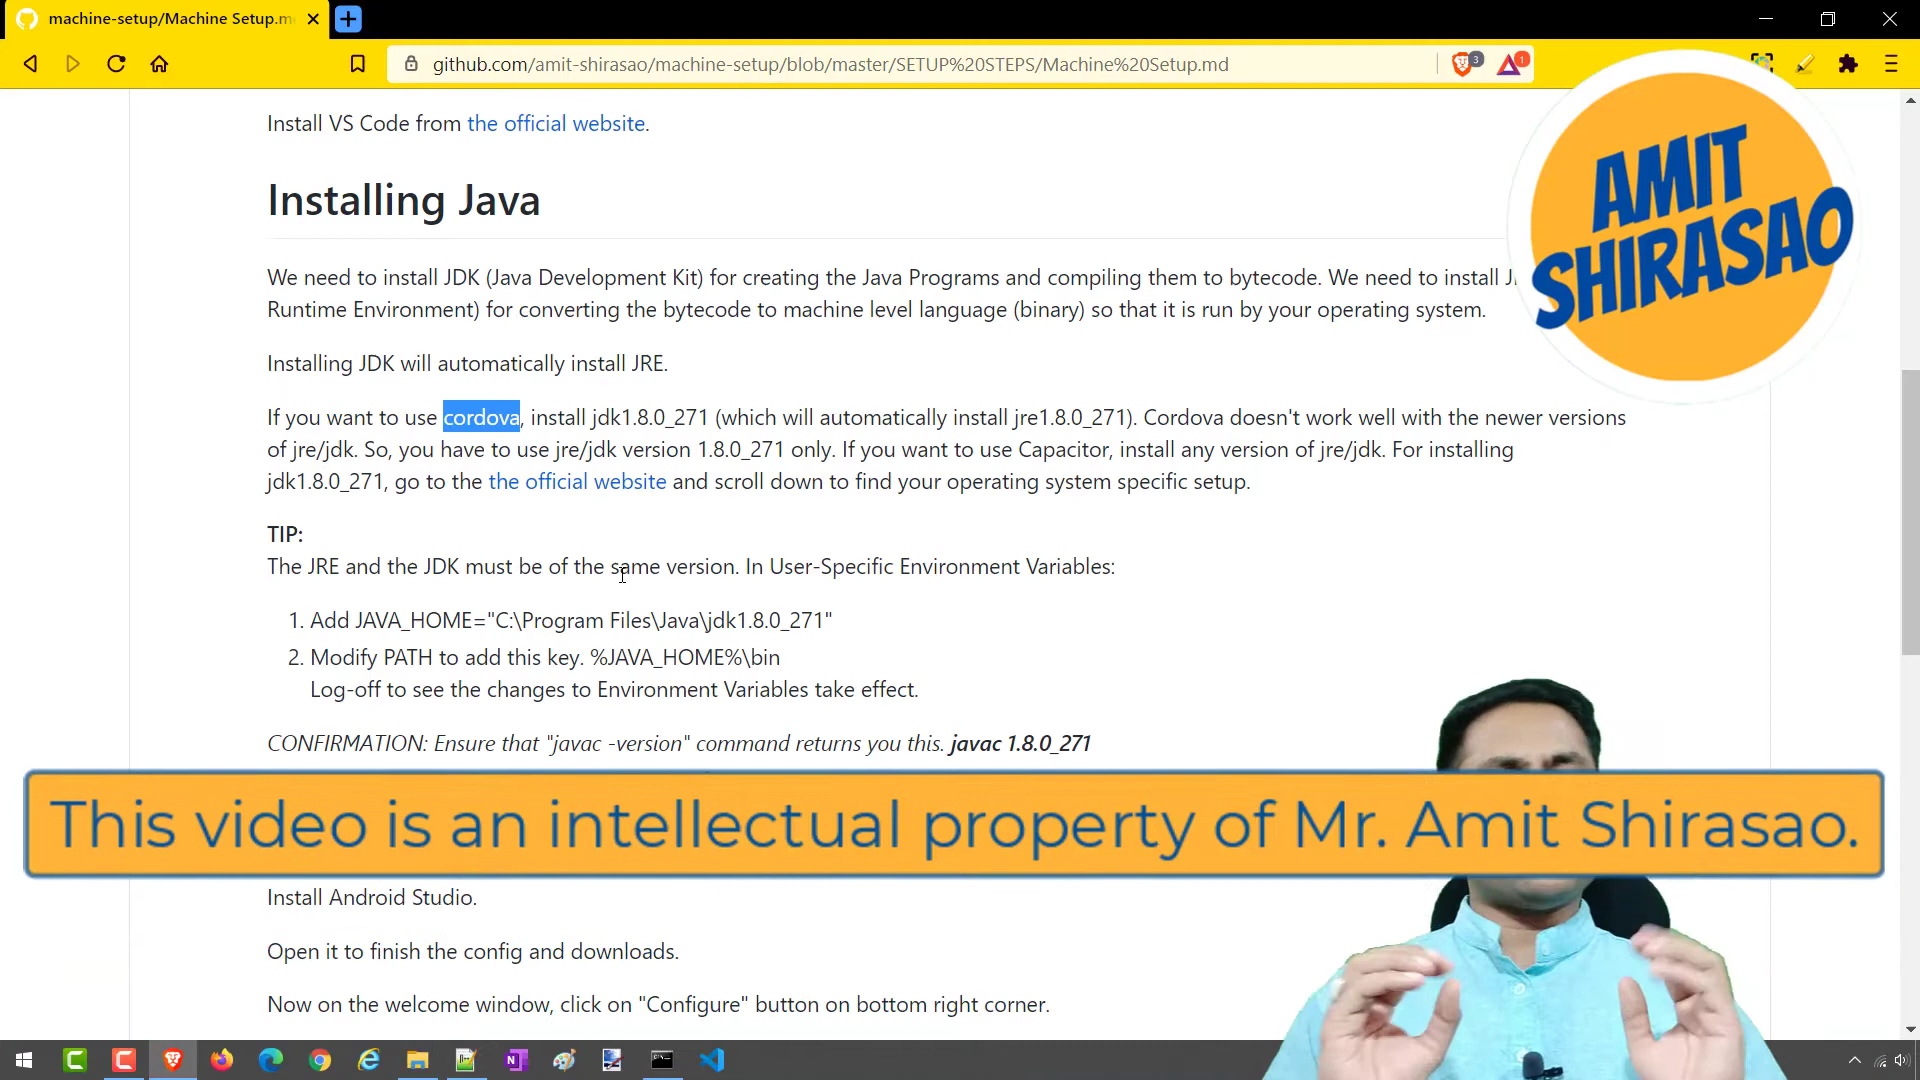 machine-setup/Machine Setup.m
github.com/amit-shirasao/machine-setup/blob/master/SETUP%20STEPS/Machine%20Setup.md
3
1
Install VS Code from the official website.
AMIT
SHIRASAO
Installing Java
We need to install JDK (Java Development Kit) for creating the Java Programs and compiling them to bytecode. We need to install
Runtime Environment) for converting the bytecode to machine level language (binary) so that it is run by your operating system.
Installing JDK will automatically install JRE.
If you want to use cordova, install jdk1.8.0_271 (which will automatically install jre1.8.0_271). Cordova doesn't work well with the newer versions
of jre/jdk. So, you have to use jre/jdk version 1.8.0_271 only. If you want to use Capacitor, install any version of jre/jdk. For installing
jdk1.8.0_271, go to the the official website and scroll down to find your operating system specific setup.
TIP:
The JRE and the JDK must be of the same version. In User-Specific Environment Variables:
1. Add JAVA_HOME="C:\Program Files\Java\jdk1.8.0_271"
2. Modify PATH to add this key. %JAVA_HOME%\bin
Log-off to see the changes to Environment Variables take effect.
CONFIRMATION: Ensure that "javac -version" command returns you this. javac 1.8.0_271
This video is an intellectual property of Mr. Amit Shirasao.
Install Android Studio.
Open it to finish the config and downloads.
Now on the welcome window, click on "Configure" button on bottom right corner.